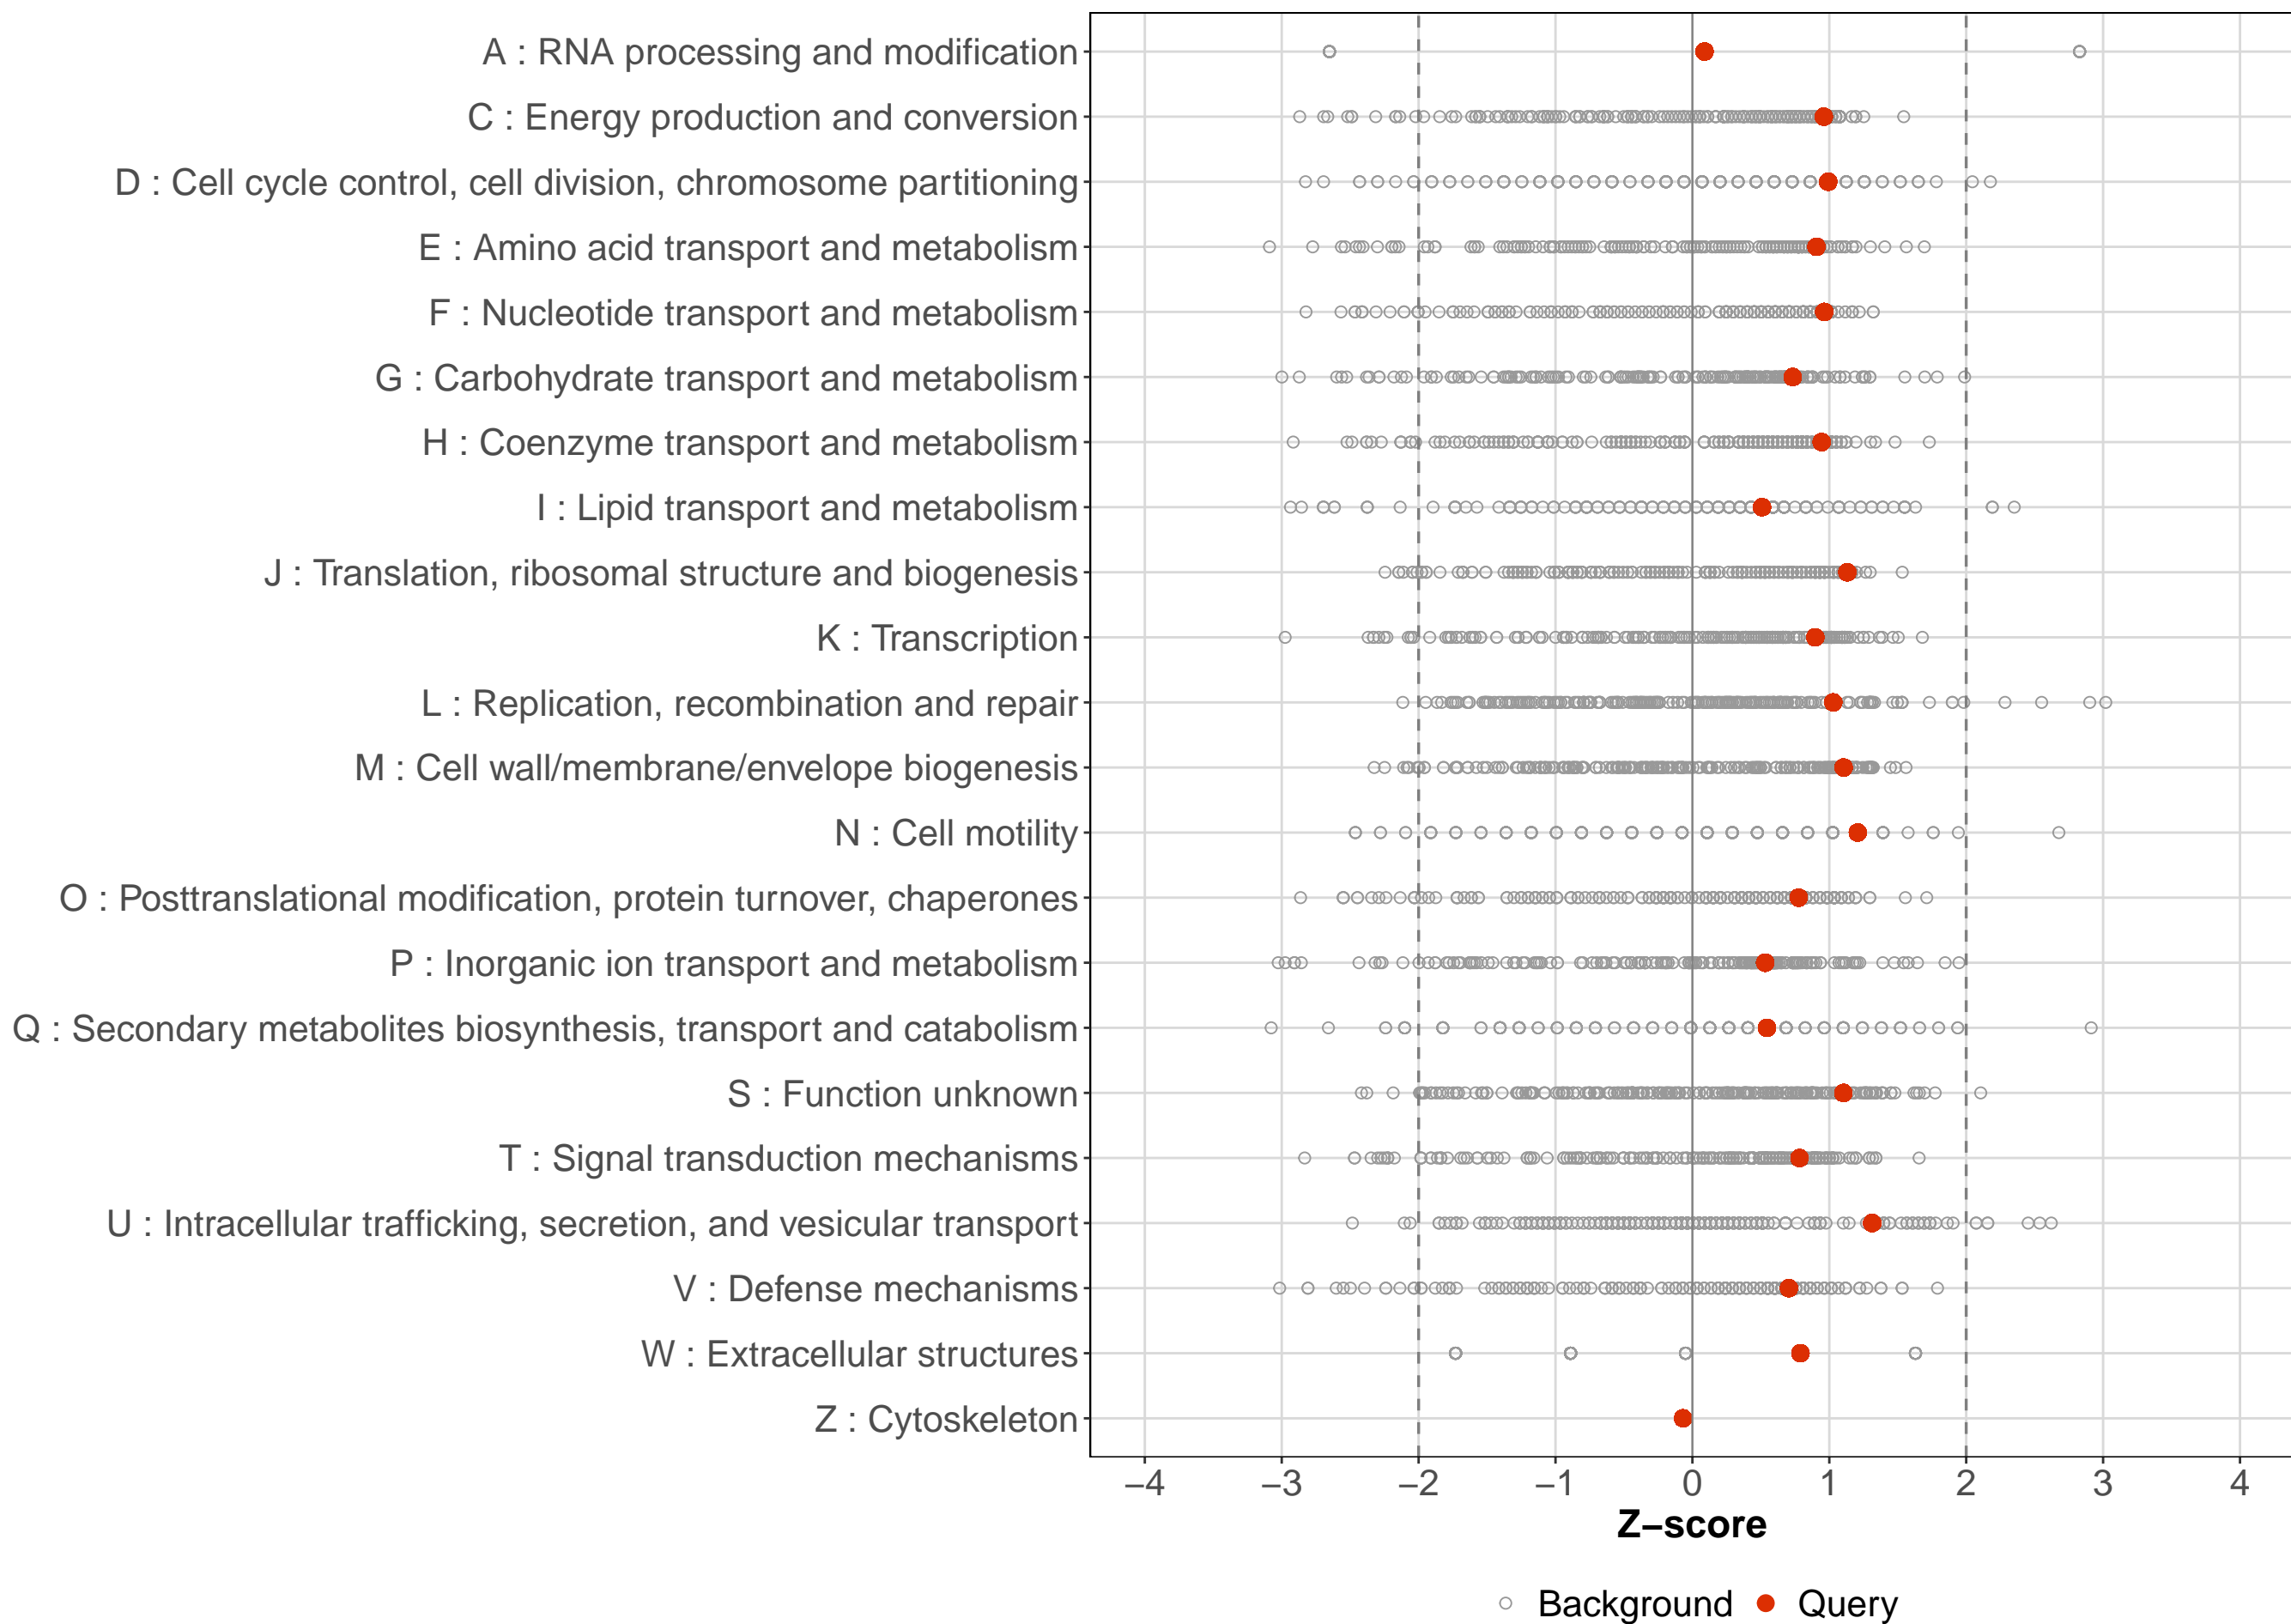 A : RNA processing and modification
C : Energy production and conversion
D : Cell cycle control, cell division, chromosome partitioning
E : Amino acid transport and metabolism
F : Nucleotide transport and metabolism
G : Carbohydrate transport and metabolism
H : Coenzyme transport and metabolism
I : Lipid transport and metabolism
J : Translation, ribosomal structure and biogenesis
K : Transcription
L : Replication, recombination and repair
M : Cell wall/membrane/envelope biogenesis
N : Cell motility
O : Posttranslational modification, protein turnover, chaperones
P : Inorganic ion transport and metabolism
Q : Secondary metabolites biosynthesis, transport and catabolism
S : Function unknown
T : Signal transduction mechanisms
U : Intracellular trafficking, secretion, and vesicular transport
V : Defense mechanisms
W : Extracellular structures
Z : Cytoskeleton
−4 −3 −2 −1 0 1 2 3 4
Z−score
Background Query